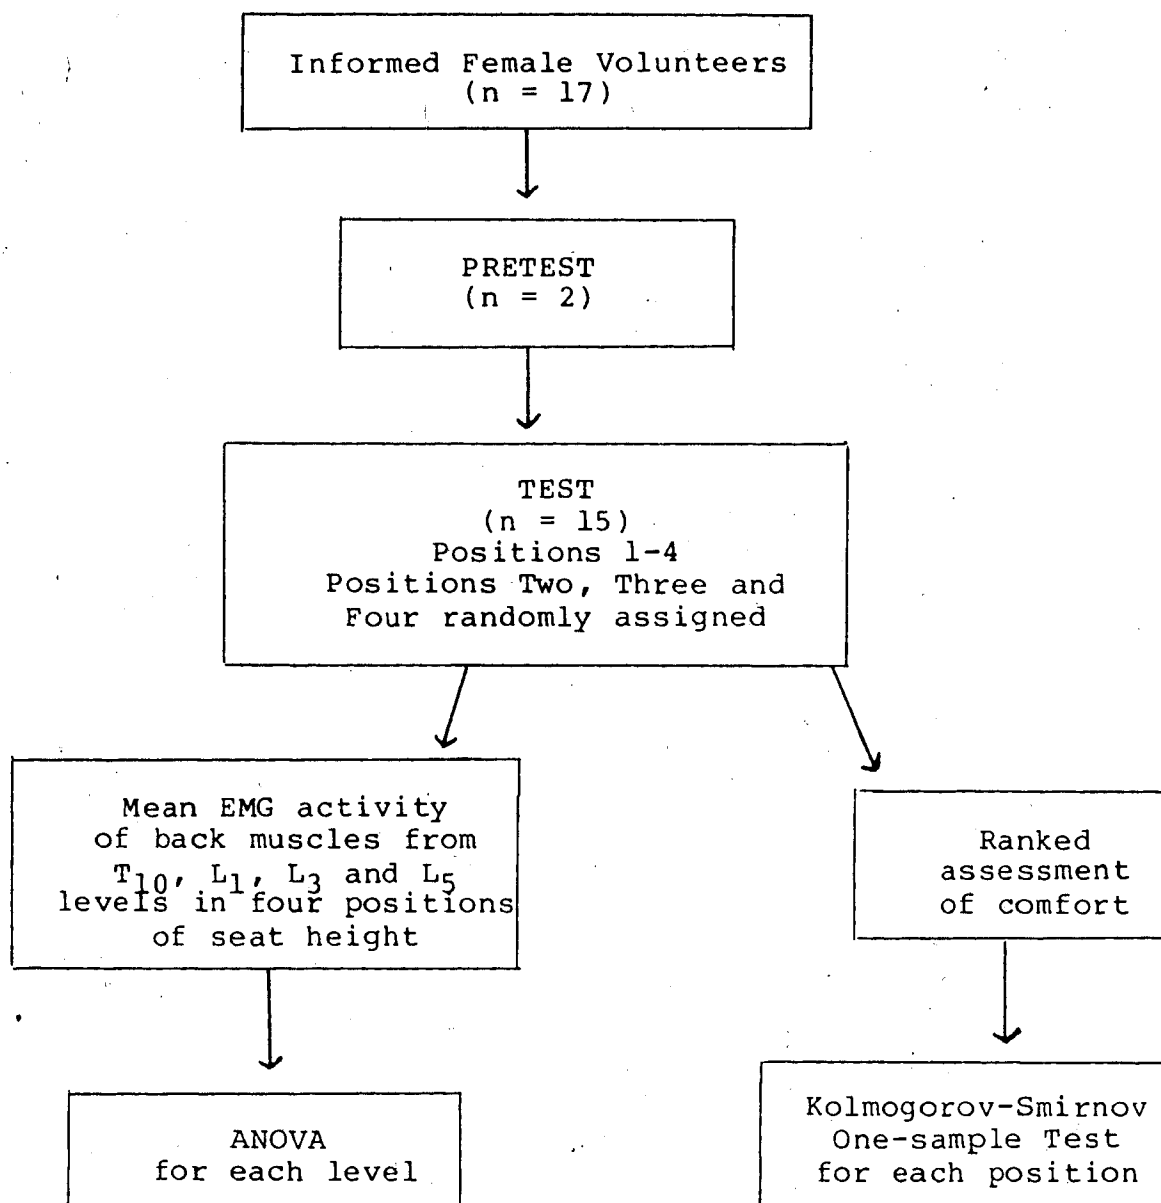 Informed Female Volunteers
(n = 17)
PRETEST
(n = 2)
TEST
(n = 15)
Positions 1-4
Positions Two, Three and
Four randomly assigned
Mean EMG activity
of back muscles from
T10, L1, L3 and L5
levels in four positions
of seat height
Ranked
assessment
of comfort
ANOVA
for each level
Kolmogorov-Smirnov
One-sample Test
for each position